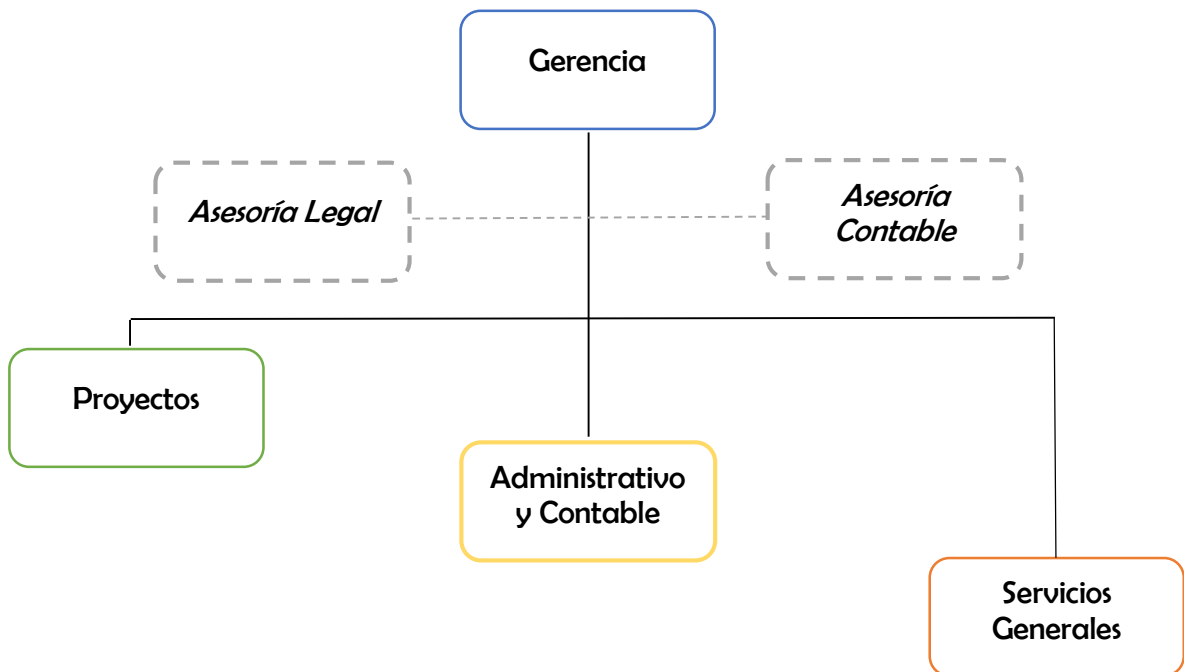 Gerencia
Asesoría Legal
Asesoría
Contable
Proyectos
Administrativo
y Contable
Servicios
Generales